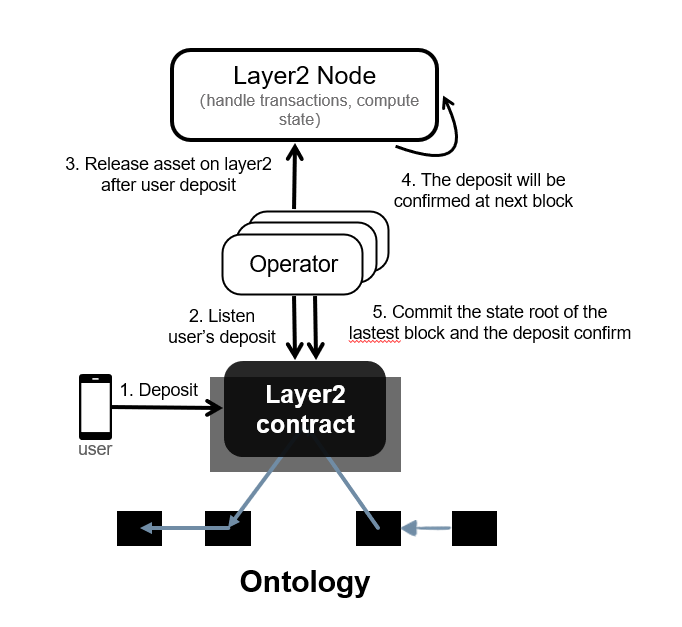 Layer2 Node
(handle transactions, compute
state)
3. Release asset on layer2
after user deposit
4. The deposit will be
confirmed at next block
Operator
2. Listen
user's deposit
5. Commit the state root of the
lastest block and the deposit confirm
1. Deposit
Layer2
contract
user
Ontology